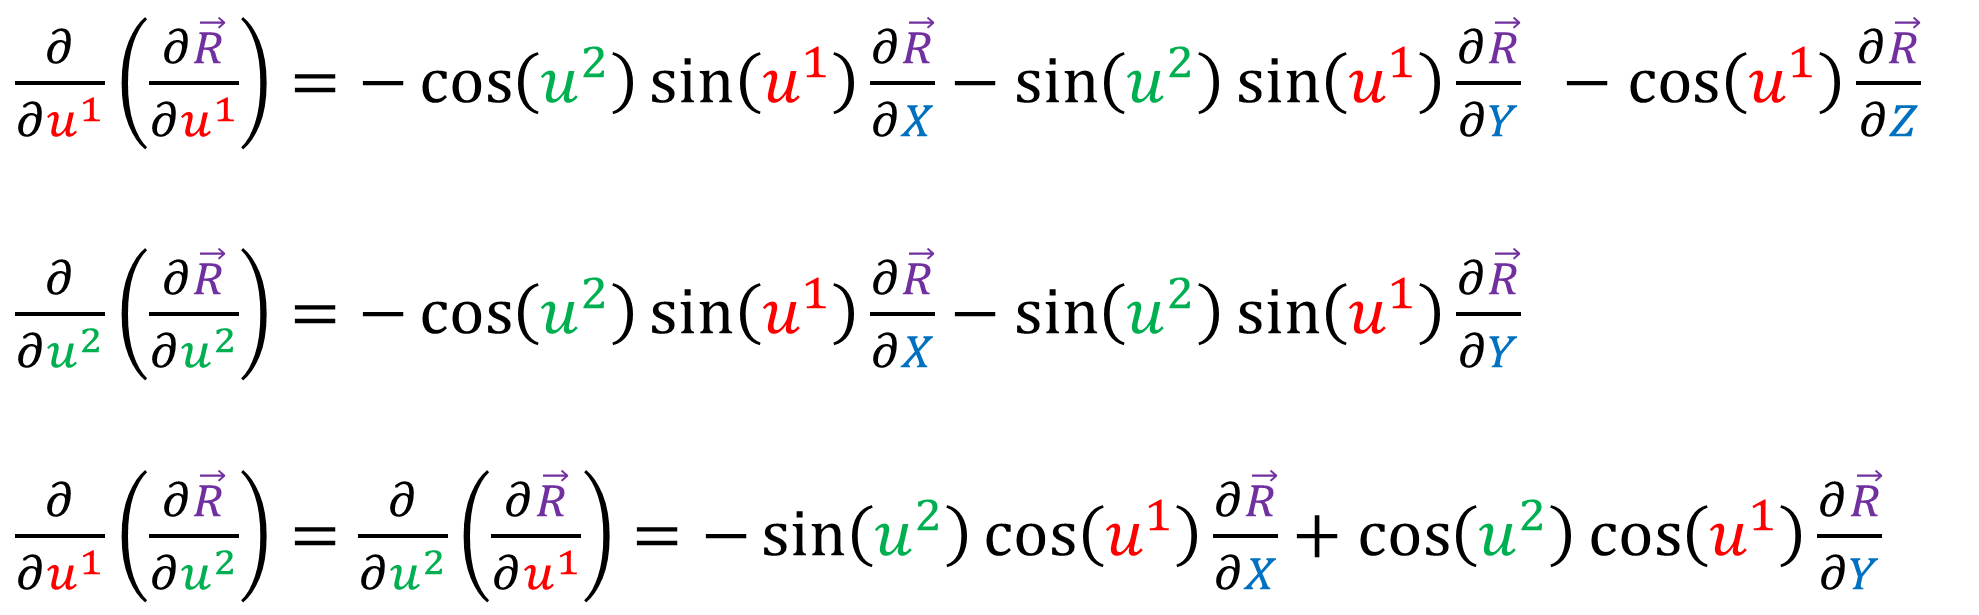 ∂/∂u¹ (∂R⃗/∂u¹) = − cos(u²) sin(u¹) ∂R⃗/∂X − sin(u²) sin(u¹) ∂R⃗/∂Y − cos(u¹) ∂R⃗/∂Z
∂/∂u² (∂R⃗/∂u²) = − cos(u²) sin(u¹) ∂R⃗/∂X − sin(u²) sin(u¹) ∂R⃗/∂Y
∂/∂u¹ (∂R⃗/∂u²) = ∂/∂u² (∂R⃗/∂u¹) = − sin(u²) cos(u¹) ∂R⃗/∂X + cos(u²) cos(u¹) ∂R⃗/∂Y